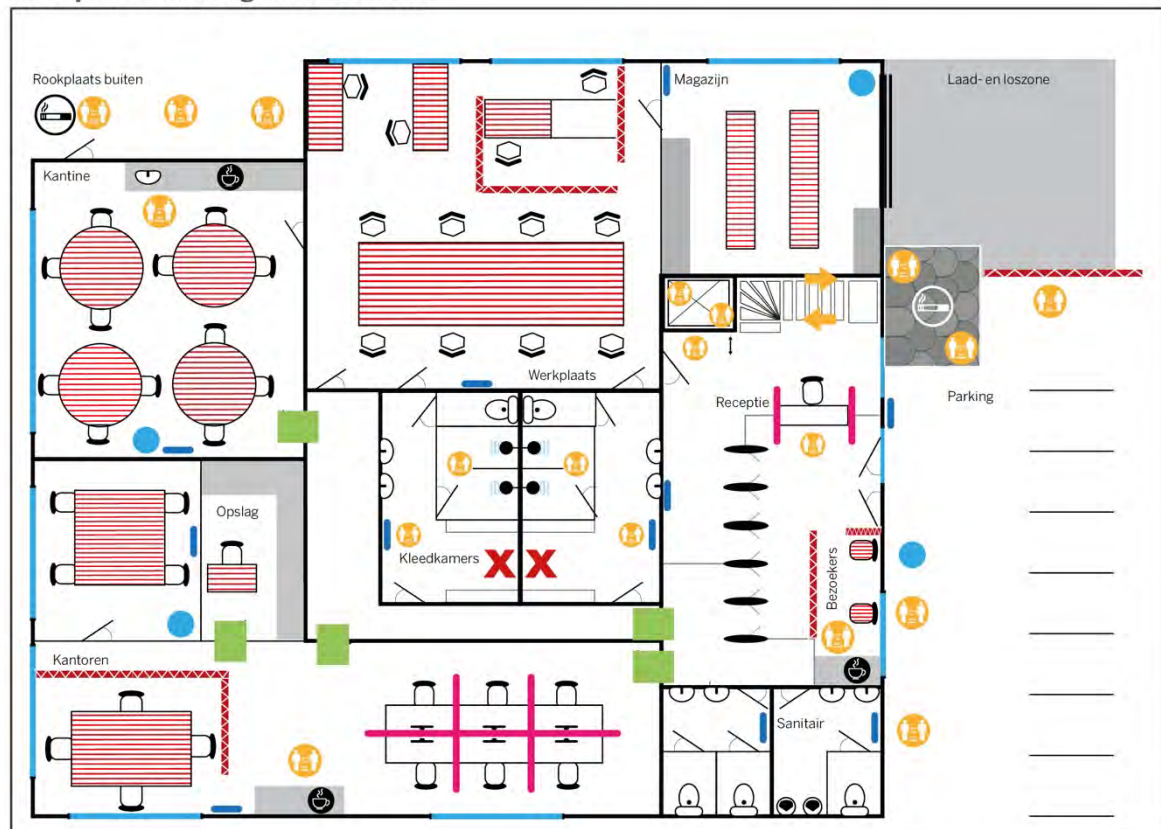 Rookplaats buiten
Magazijn
Laad- en loszone
Kantine
Werkplaats
Receptie
Parking
Opslag
Kleedkamers
Bezoekers
Kantoren
Sanitair